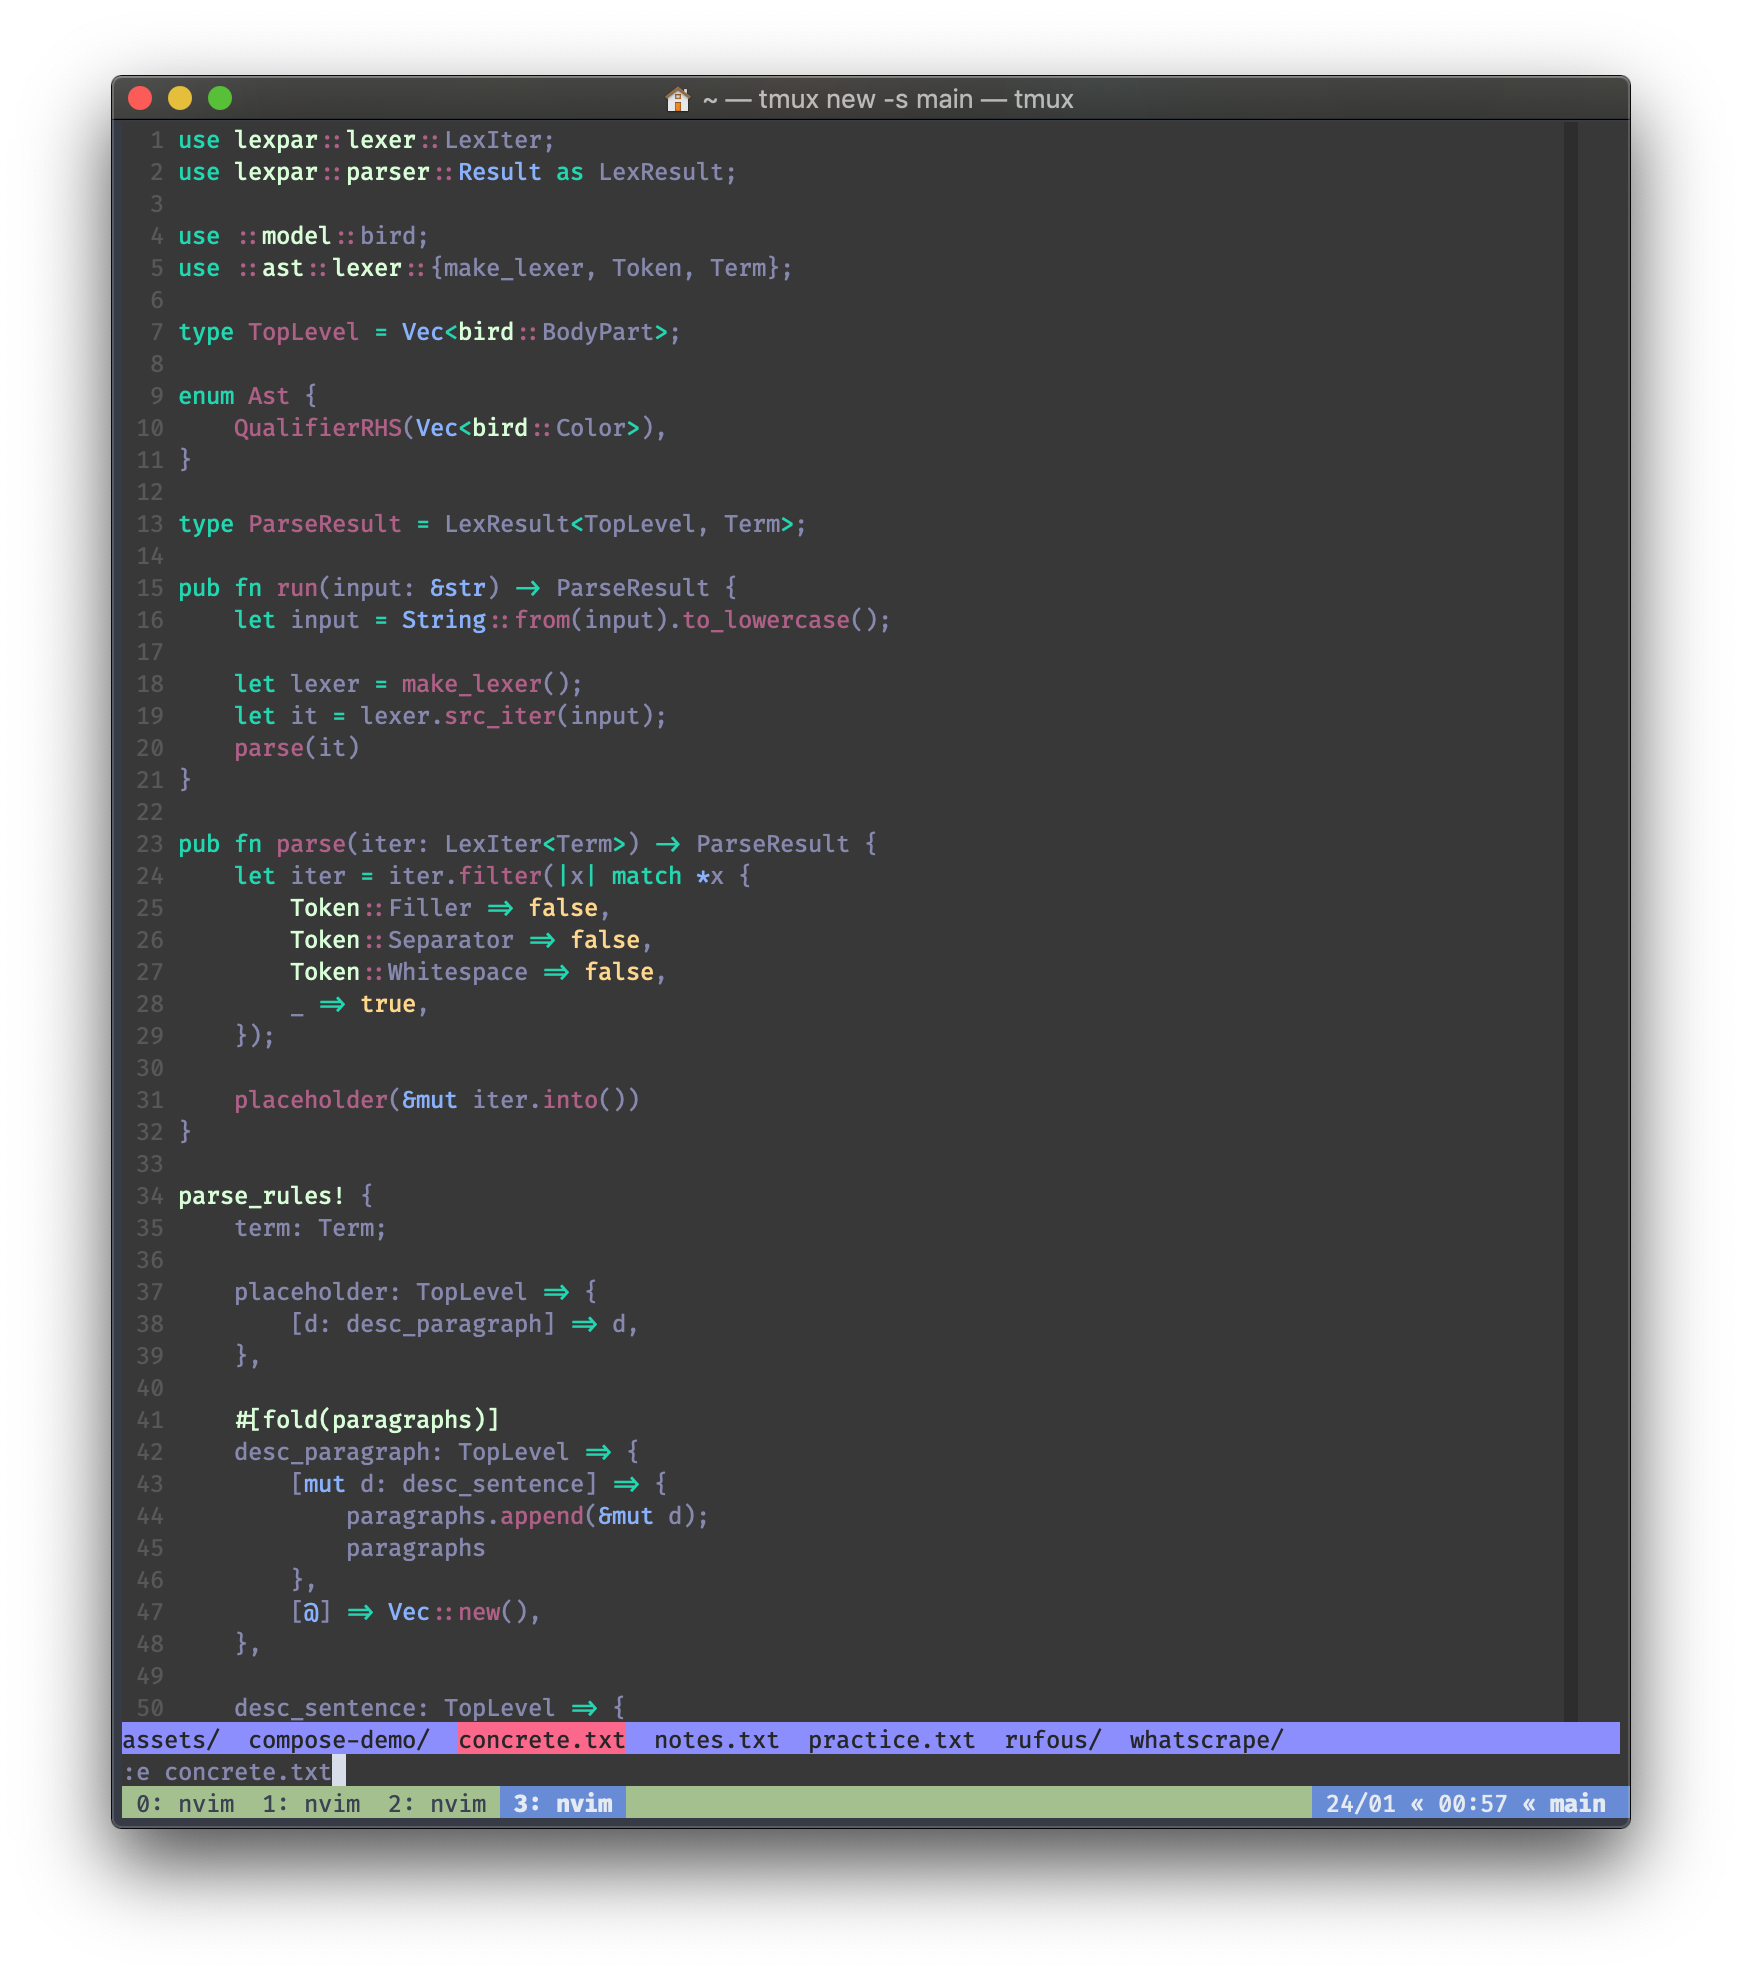 ~ — tmux new -s main — tmux
1 use lexpar::lexer::LexIter;
2 use lexpar::parser::Result as LexResult;
3
4 use ::model::bird;
5 use ::ast::lexer::{make_lexer, Token, Term};
6
7 type TopLevel = Vec<bird::BodyPart>;
8
9 enum Ast {
10     QualifierRHS(Vec<bird::Color>),
11 }
12
13 type ParseResult = LexResult<TopLevel, Term>;
14
15 pub fn run(input: &str) -> ParseResult {
16     let input = String::from(input).to_lowercase();
17
18     let lexer = make_lexer();
19     let it = lexer.src_iter(input);
20     parse(it)
21 }
22
23 pub fn parse(iter: LexIter<Term>) -> ParseResult {
24     let iter = iter.filter(|x| match *x {
25         Token::Filler => false,
26         Token::Separator => false,
27         Token::Whitespace => false,
28         _ => true,
29     });
30
31     placeholder(&mut iter.into())
32 }
33
34 parse_rules! {
35     term: Term;
36
37     placeholder: TopLevel => {
38         [d: desc_paragraph] => d,
39     },
40
41     #[fold(paragraphs)]
42     desc_paragraph: TopLevel => {
43         [mut d: desc_sentence] => {
44             paragraphs.append(&mut d);
45             paragraphs
46         },
47         [@] => Vec::new(),
48     },
49
50     desc_sentence: TopLevel => {
assets/  compose-demo/  concrete.txt  notes.txt  practice.txt  rufous/  whatscrape/
:e concrete.txt
0: nvim  1: nvim  2: nvim  3: nvim  24/01 « 00:57 « main